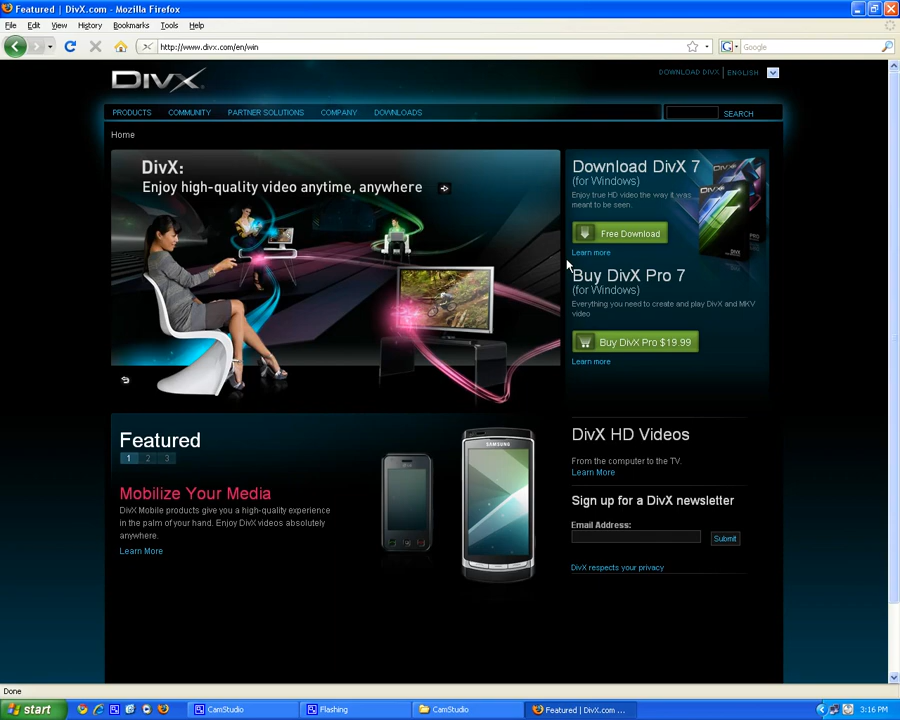 Featured | DivX.com - Mozilla Firefox
File Edit View History Bookmarks Tools Help
http://www.divx.com/en/win
Google
DIVX
DOWNLOAD DIVX | ENGLISH
PRODUCTS COMMUNITY PARTNER SOLUTIONS COMPANY DOWNLOADS
SEARCH
Home
DivX:
Enjoy high-quality video anytime, anywhere
Download DivX 7
(for Windows)
Enjoy true HD video the way it was
meant to be seen.
Free Download
Learn more
Buy DivX Pro 7
(for Windows)
Everything you need to create and play DivX and MKV
video
Buy DivX Pro $19.99
Learn more
Featured
1 2 3
Mobilize Your Media
DivX Mobile products give you a high-quality experience
in the palm of your hand. Enjoy DivX videos absolutely
anywhere.
Learn More
SAMSUNG
DivX HD Videos
From the computer to the TV.
Learn More
Sign up for a DivX newsletter
Email Address:
Submit
DivX respects your privacy
Done
start
CamStudio
Flashing
CamStudio
Featured | DivX.com ...
3:16 PM